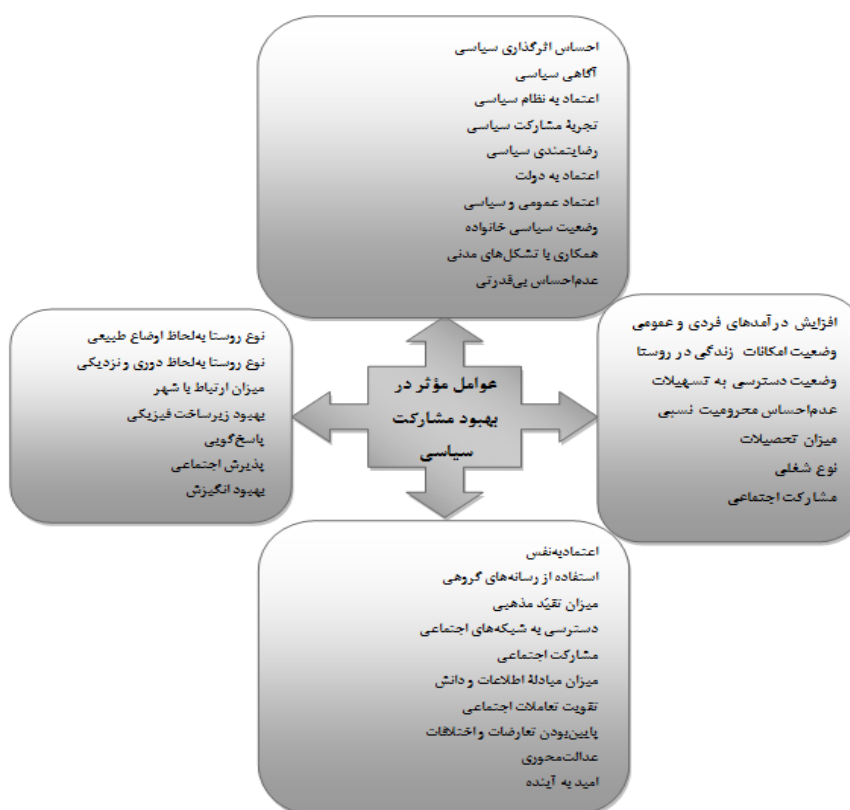 احساس اثرگذاری سیاسی
آگاهی سیاسی
اعتماد به نظام سیاسی
تجربۀ مشارکت سیاسی
رضایتمندی سیاسی
اعتماد به دولت
اعتماد عمومی و سیاسی
وضعیت سیاسی خانواده
همکاری با تشکل‌های مدنی
عدم‌احساس بی‌قدرتی
افزایش درآمدهای فردی و عمومی
وضعیت امکانات زندگی در روستا
وضعیت دسترسی به تسهیلات
عدم‌احساس محرومیت نسبی
میزان تحصیلات
نوع شغلی
مشارکت اجتماعی
عوامل مؤثر در
بهبود مشارکت
سیاسی
نوع روستا به‌لحاظ اوضاع طبیعی
نوع روستا به‌لحاظ دوری و نزدیکی
میزان ارتباط با شهر
بهبود زیرساخت فیزیکی
پاسخ‌گویی
پذیرش اجتماعی
بهبود انگیزش
اعتمادبه‌نفس
استفاده از رسانه‌های گروهی
میزان تقیّد مذهبی
دسترسی به شبکه‌های اجتماعی
مشارکت اجتماعی
میزان مبادلۀ اطلاعات و دانش
تقویت تعاملات اجتماعی
پایین‌بودن تعارضات و اختلافات
عدالت‌محوری
امید به آینده